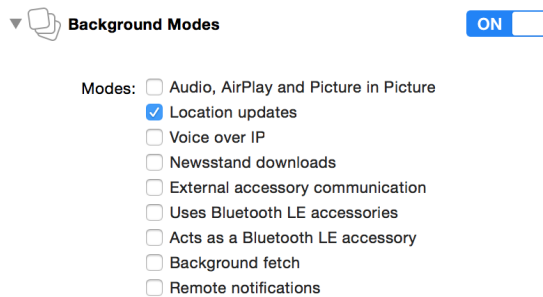 Background Modes
ON
Modes: Audio, AirPlay and Picture in Picture
Location updates
Voice over IP
Newsstand downloads
External accessory communication
Uses Bluetooth LE accessories
Acts as a Bluetooth LE accessory
Background fetch
Remote notifications